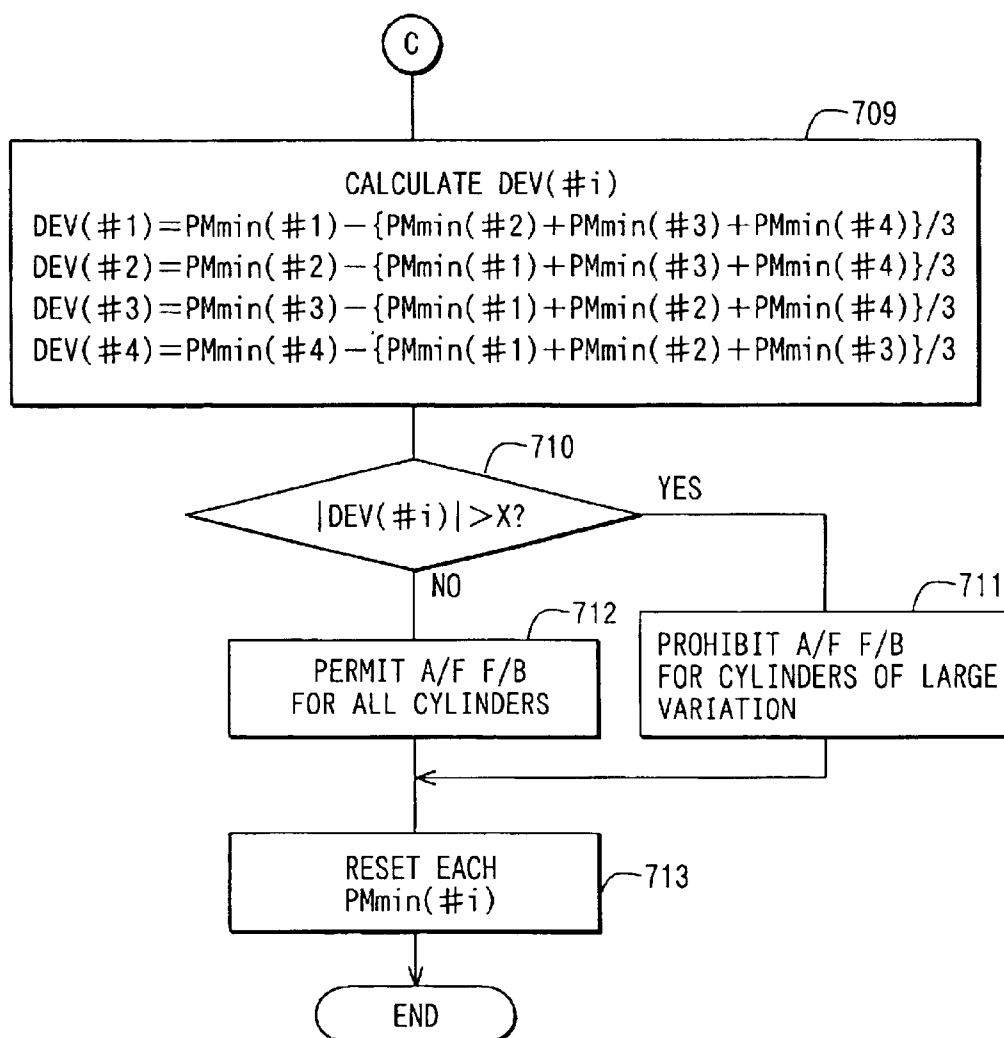 C
709
CALCULATE DEV(#i)
DEV(#1)=PMmin(#1)-{PMmin(#2)+PMmin(#3)+PMmin(#4)}/3
DEV(#2)=PMmin(#2)-{PMmin(#1)+PMmin(#3)+PMmin(#4)}/3
DEV(#3)=PMmin(#3)-{PMmin(#1)+PMmin(#2)+PMmin(#4)}/3
DEV(#4)=PMmin(#4)-{PMmin(#1)+PMmin(#2)+PMmin(#3)}/3
710
|DEV(#i)|>X?
YES
NO
711
PROHIBIT A/F F/B
FOR CYLINDERS OF LARGE
VARIATION
712
PERMIT A/F F/B
FOR ALL CYLINDERS
RESET EACH
PMmin(#i)
713
END